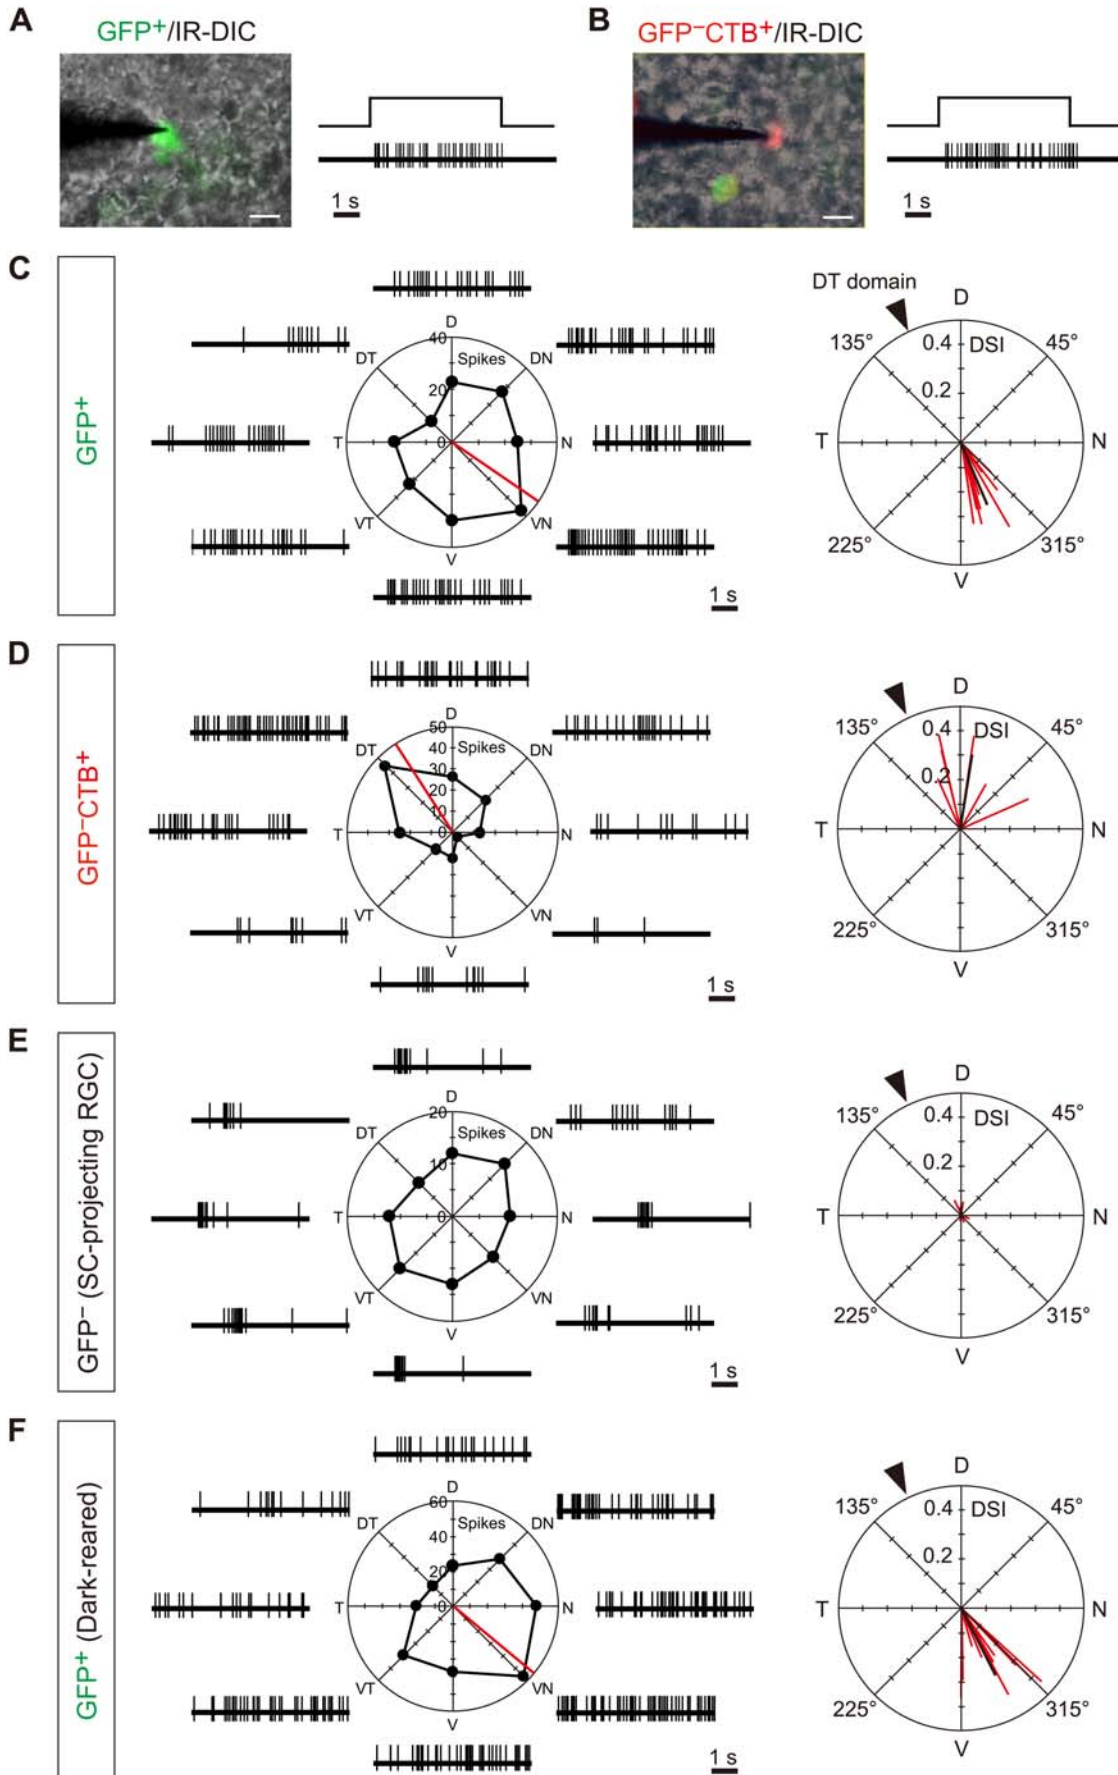 A
GFP+/IR-DIC
1 s
B
GFP−CTB+/IR-DIC
1 s
C
GFP+
D
40
Spikes
20
0
DT
DN
T
N
VT
VN
V
1 s
DT domain
D
135°
0.4
DSI
45°
0.2
T
N
225°
315°
V
D
GFP−CTB+
D
50
40
Spikes
30
20
10
0
DT
DN
T
N
VT
VN
V
1 s
D
135°
0.4
DSI
45°
0.2
T
N
225°
315°
V
E
GFP− (SC-projecting RGC)
D
20
Spikes
10
0
DT
DN
T
N
VT
VN
V
1 s
D
135°
0.4
DSI
45°
0.2
T
N
225°
315°
V
F
GFP+ (Dark-reared)
D
60
Spikes
40
20
0
DT
DN
T
N
VT
VN
V
1 s
D
135°
0.4
DSI
45°
0.2
T
N
225°
315°
V